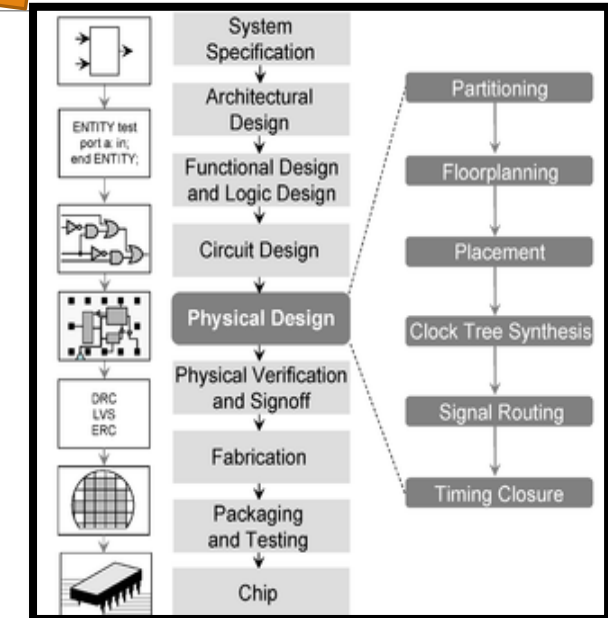 ENTITY test
port a: in;
end ENTITY;
DRC
LVS
ERC
System
Specification
Architectural
Design
Functional Design
and Logic Design
Circuit Design
Physical Design
Physical Verification
and Signoff
Fabrication
Packaging
and Testing
Chip
Partitioning
Floorplanning
Placement
Clock Tree Synthesis
Signal Routing
Timing Closure